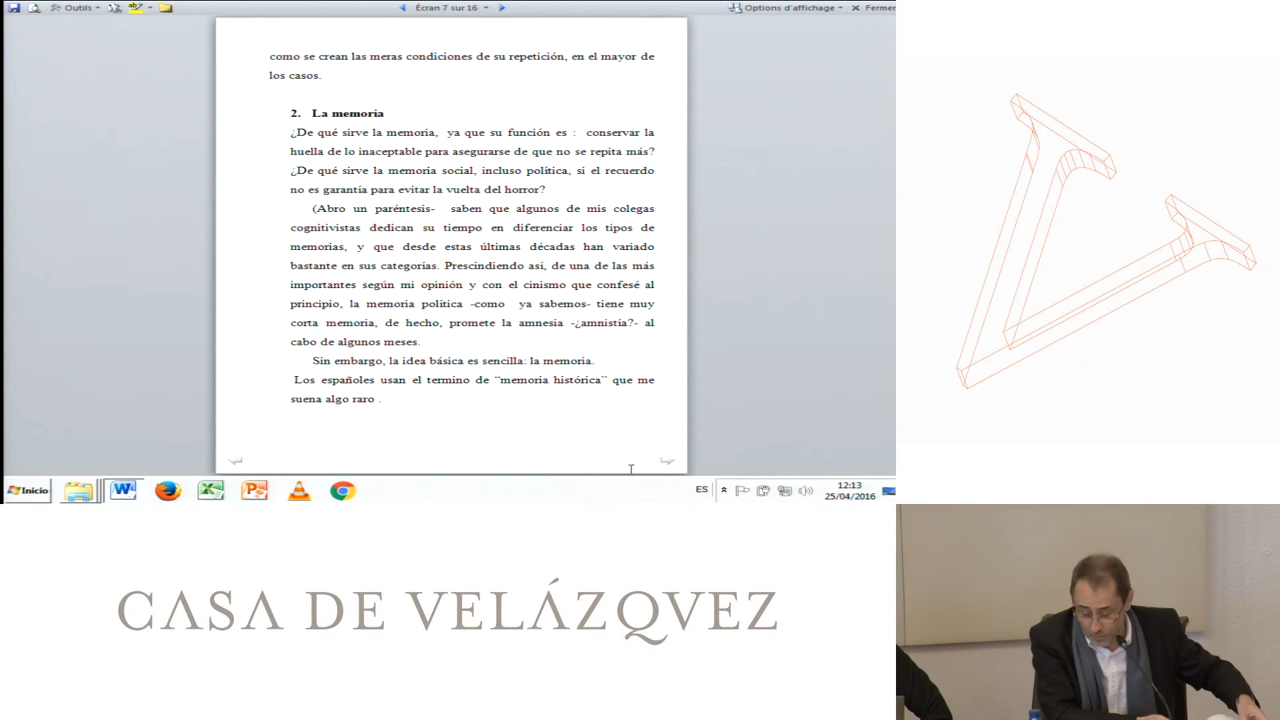 Outils
Écran 7 sur 16
Options d'affichage
Fermer
como se crean las meras condiciones de su repetición, en el mayor de
los casos.
2. La memoria
¿De qué sirve la memoria, ya que su función es : conservar la
huella de lo inaceptable para asegurarse de que no se repita más?
¿De qué sirve la memoria social, incluso política, si el recuerdo
no es garantía para evitar la vuelta del horror?
(Abro un paréntesis- saben que algunos de mis colegas
cognitivistas dedican su tiempo en diferenciar los tipos de
memorias, y que desde estas últimas décadas han variado
bastante en sus categorías. Prescindiendo así, de una de las más
importantes según mi opinión y con el cinismo que confesé al
principio, la memoria política -como ya sabemos- tiene muy
corta memoria, de hecho, promete la amnesia -¿amnistía?- al
cabo de algunos meses.
Sin embargo, la idea básica es sencilla: la memoria.
Los españoles usan el termino de ¨memoria histórica¨ que me
suena algo raro .
Inicio
ES
12:13
25/04/2016
CASA DE VELÁZQVEZ